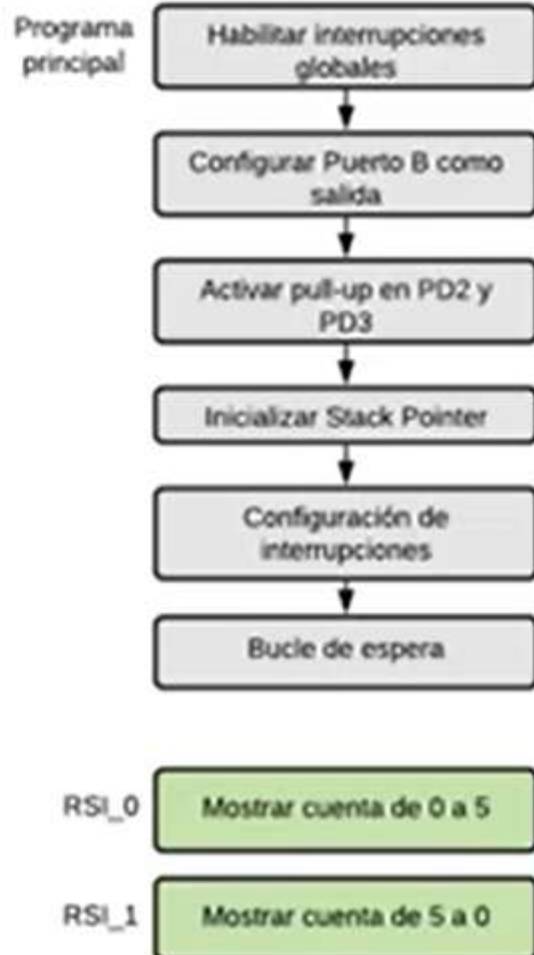 Programa
principal
Habilitar interrupciones
globales
Configurar Puerto B como
salida
Activar pull-up en PD2 y
PD3
Inicializar Stack Pointer
Configuración de
interrupciones
Bucle de espera
RSI_0
Mostrar cuenta de 0 a 5
RSI_1
Mostrar cuenta de 5 a 0